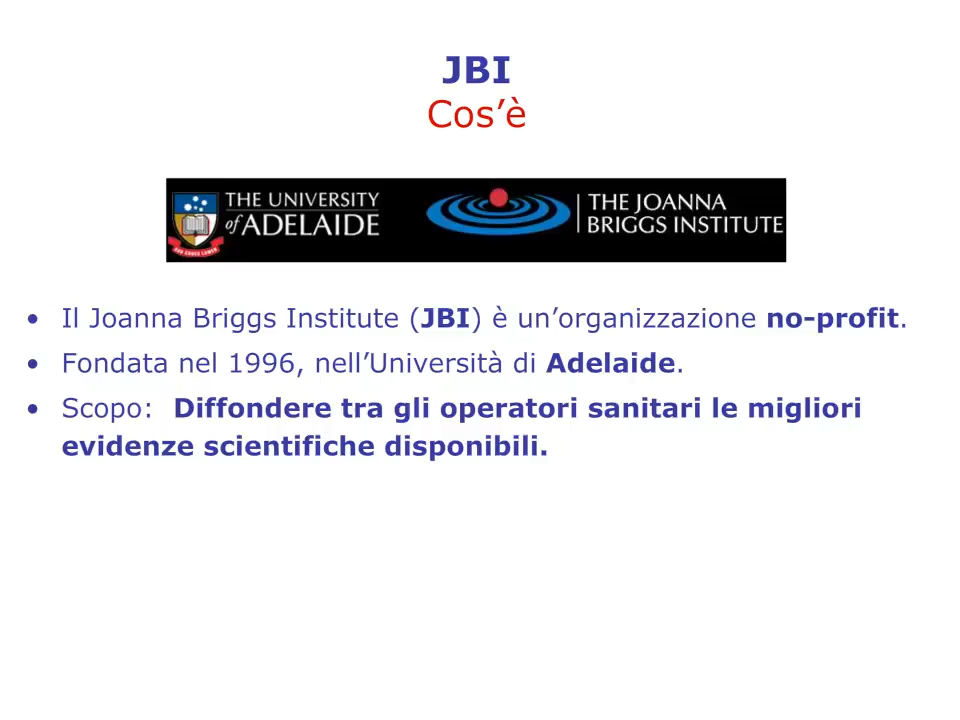 JBI
Cos’è
THE UNIVERSITY
of ADELAIDE
THE JOANNA
BRIGGS INSTITUTE
• Il Joanna Briggs Institute (JBI) è un’organizzazione no-profit.
• Fondata nel 1996, nell’Università di Adelaide.
• Scopo: Diffondere tra gli operatori sanitari le migliori
evidenze scientifiche disponibili.